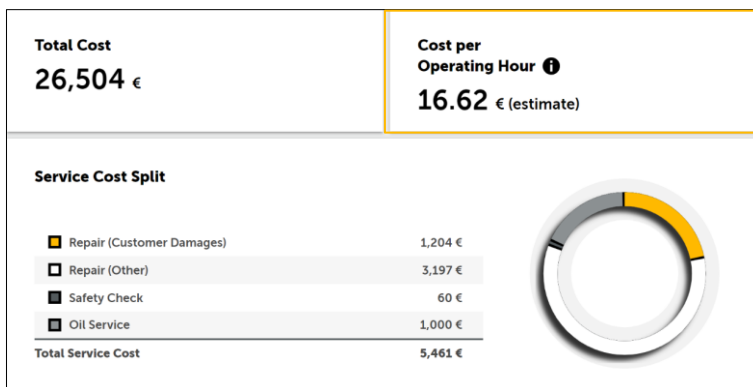 Total Cost
26,504 €
Cost per
Operating Hour i
16.62 € (estimate)
Service Cost Split
Repair (Customer Damages) 1,204 €
Repair (Other) 3,197 €
Safety Check 60 €
Oil Service 1,000 €
Total Service Cost 5,461 €